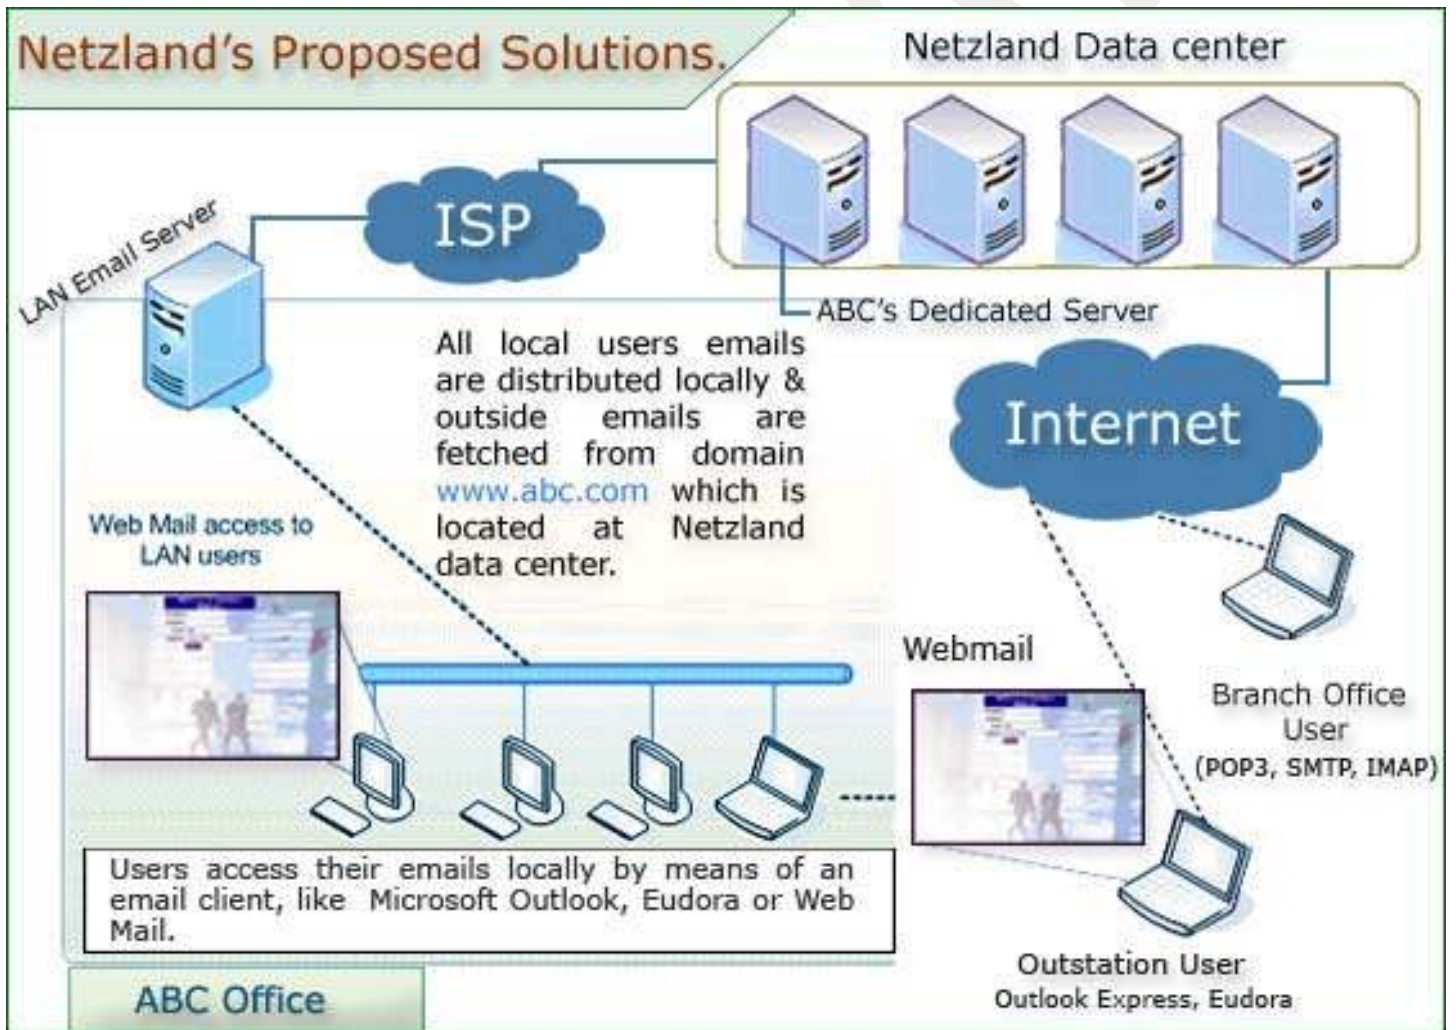 Netzland's Proposed Solutions.
Netzland Data center
ISP
LAN Email Server
ABC's Dedicated Server
All local users emails
are distributed locally &
outside emails are
fetched from domain
www.abc.com which is
located at Netzland
data center.
Internet
Web Mail access to
LAN users
Webmail
Branch Office
User
(POP3, SMTP, IMAP)
Users access their emails locally by means of an
email client, like Microsoft Outlook, Eudora or Web
Mail.
Outstation User
Outlook Express, Eudora
ABC Office